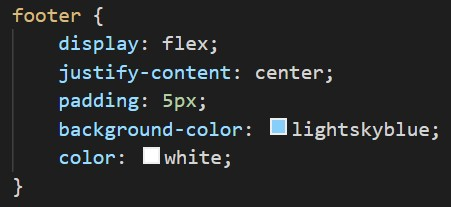 footer {
    display: flex;
    justify-content: center;
    padding: 5px;
    background-color: lightskyblue;
    color: white;
}